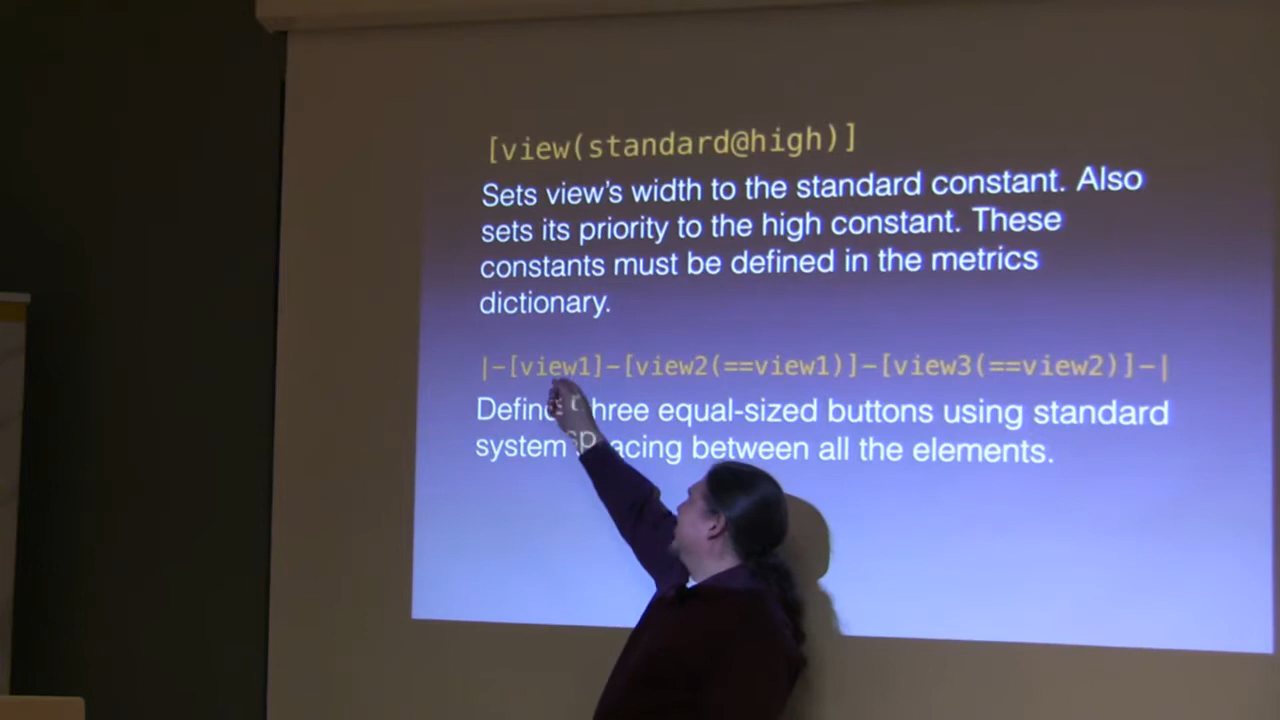 [view(standard@high)]
Sets view's width to the standard constant. Also
sets its priority to the high constant. These
constants must be defined in the metrics
dictionary.
|-[view1]-[view2(==view1)]-[view3(==view2)]-|
Defines three equal-sized buttons using standard
system spacing between all the elements.